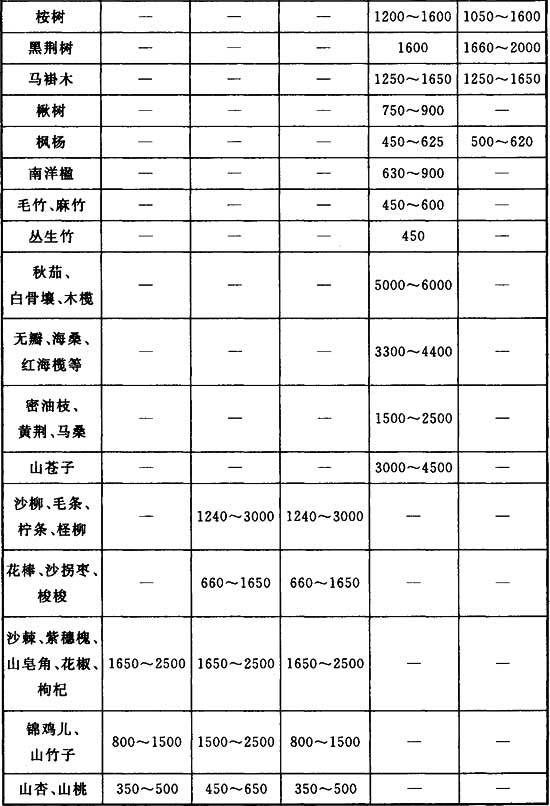 桉树 — — — 1200～1600 1050～1600
黑荆树 — — — 1600 1660～2000
马褂木 — — — 1250～1650 1250～1650
楸树 — — — 750～900 —
枫杨 — — — 450～625 500～620
南洋楹 — — — 630～900 —
毛竹、麻竹 — — — 450～600 —
丛生竹 — — — 450 —
秋茄、
白骨壤、木榄 — — — 5000～6000 —
无瓣、海桑、
红海榄等 — — — 3300～4400 —
密油枝、
黄荆、马桑 — — — 1500～2500 —
山苍子 — — — 3000～4500 —
沙柳、毛条、
柠条、柽柳 — 1240～3000 1240～3000 — —
花棒、沙拐枣、
梭梭 — 660～1650 660～1650 — —
沙棘、紫穗槐、
山皂角、花椒、 1650～2500 1650～2500 1650～2500 — —
枸杞
锦鸡儿、
山竹子 800～1500 1500～2500 800～1500 — —
山杏、山桃 350～500 450～650 350～500 — —